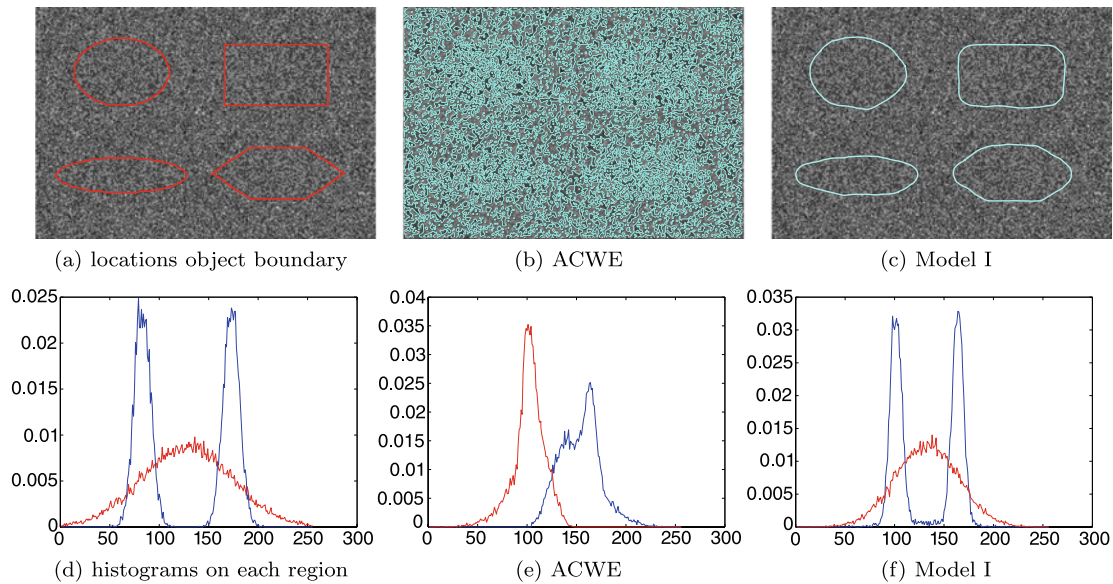 (a) locations object boundary
(b) ACWE
(c) Model I
0.025
0.02
0.015
0.01
0.005
0
0 50 100 150 200 250 300
(d) histograms on each region
0.04
0.035
0.03
0.025
0.02
0.015
0.01
0.005
0
0 50 100 150 200 250 300
(e) ACWE
0.035
0.03
0.025
0.02
0.015
0.01
0.005
0
0 50 100 150 200 250 300
(f) Model I